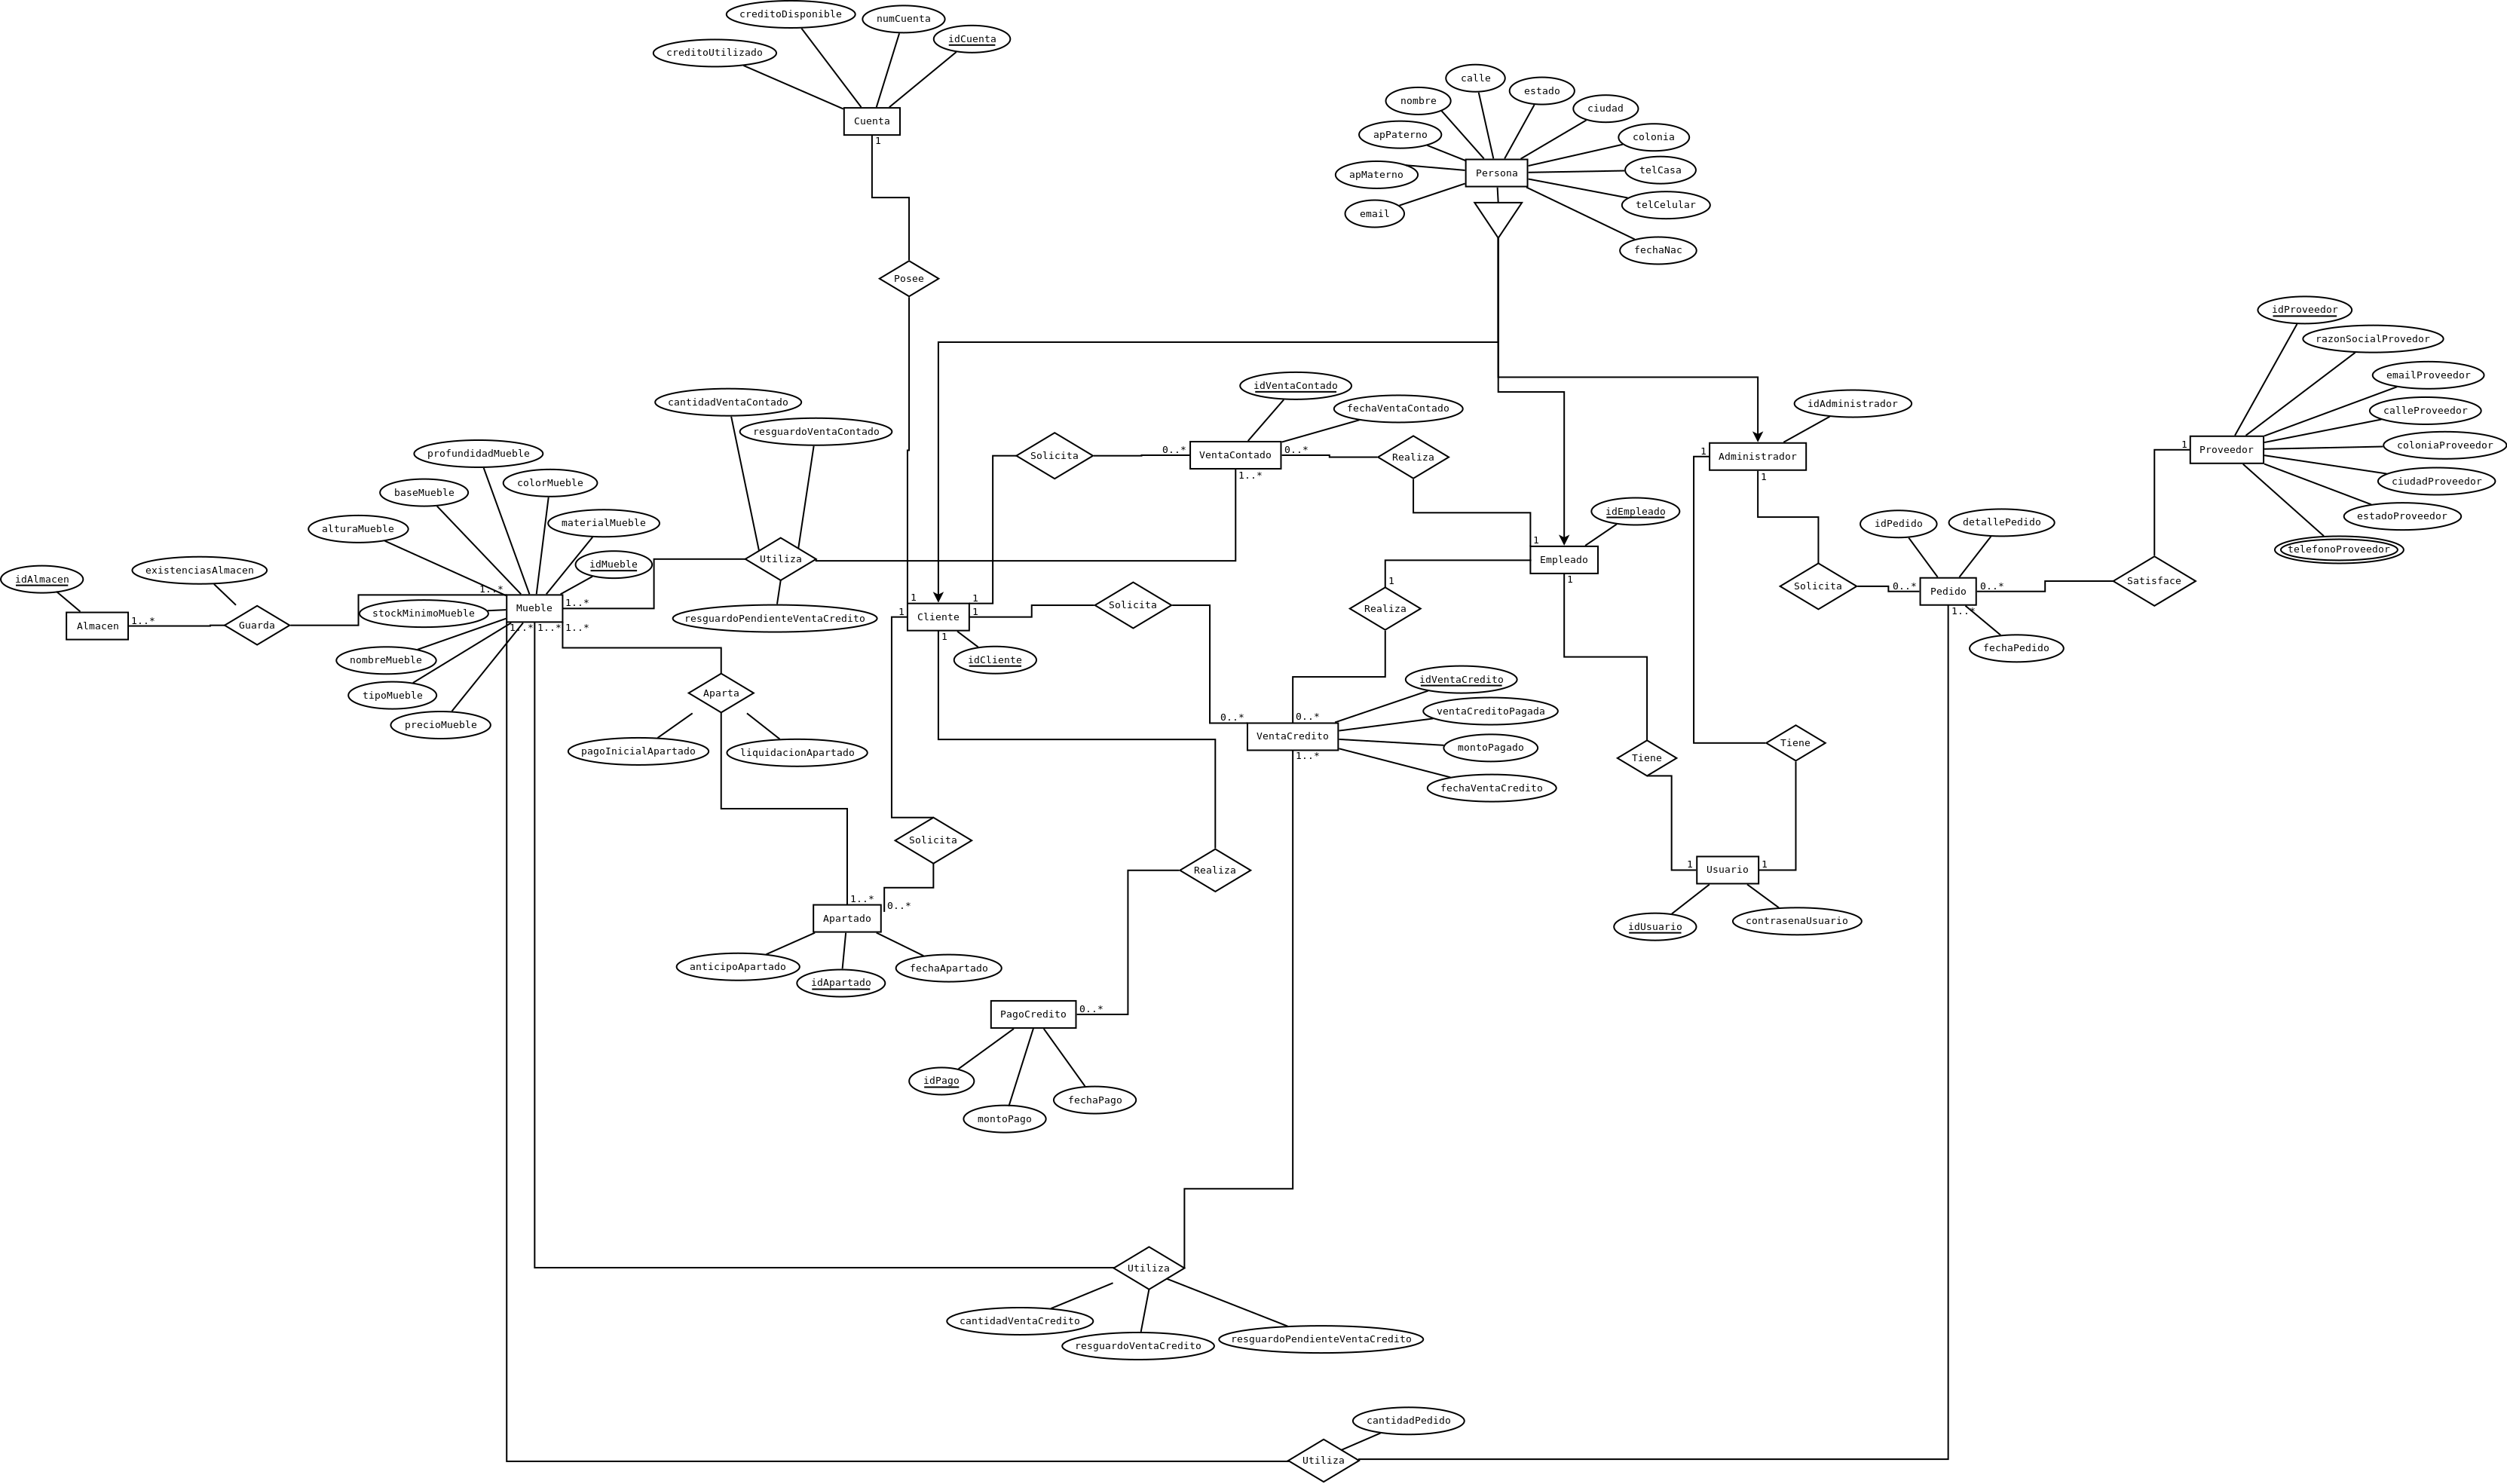 creditoDisponible
numCuenta
idCuenta
creditoUtilizado
Cuenta
1
Posee
calle
estado
nombre
ciudad
apPaterno
colonia
apMaterno
Persona
telCasa
email
telCelular
fechaNac
idProveedor
razonSocialProvedor
emailProveedor
calleProveedor
1
Proveedor
coloniaProveedor
ciudadProveedor
estadoProveedor
telefonoProveedor
Satisface
idVentaContado
fechaVentaContado
Solicita
0..*
VentaContado
0..*
1..*
Realiza
idAdministrador
1
Administrador
1
cantidadVentaContado
resguardoVentaContado
Utiliza
resguardoPendienteVentaCredito
profundidadMueble
colorMueble
baseMueble
materialMueble
alturaMueble
idMueble
existenciasAlmacen
idAlmacen
1..*
Almacen
1..*
Guarda
stockMinimoMueble
Mueble
1..*
1..*
1..*
1..*
nombreMueble
tipoMueble
precioMueble
1
1
1
Cliente
1
1
idCliente
Solicita
idEmpleado
1
Empleado
1
1
Realiza
idPedido
detallePedido
Solicita
0..*
Pedido
0..*
1..*
fechaPedido
Aparta
pagoInicialApartado
liquidacionApartado
idVentaCredito
ventaCreditoPagada
0..*
0..*
VentaCredito
1..*
montoPagado
fechaVentaCredito
Tiene
Tiene
Solicita
Realiza
1
Usuario
1
idUsuario
contrasenaUsuario
1..*
0..*
Apartado
anticipoApartado
idApartado
fechaApartado
PagoCredito
0..*
idPago
fechaPago
montoPago
Utiliza
cantidadVentaCredito
resguardoVentaCredito
resguardoPendienteVentaCredito
cantidadPedido
Utiliza